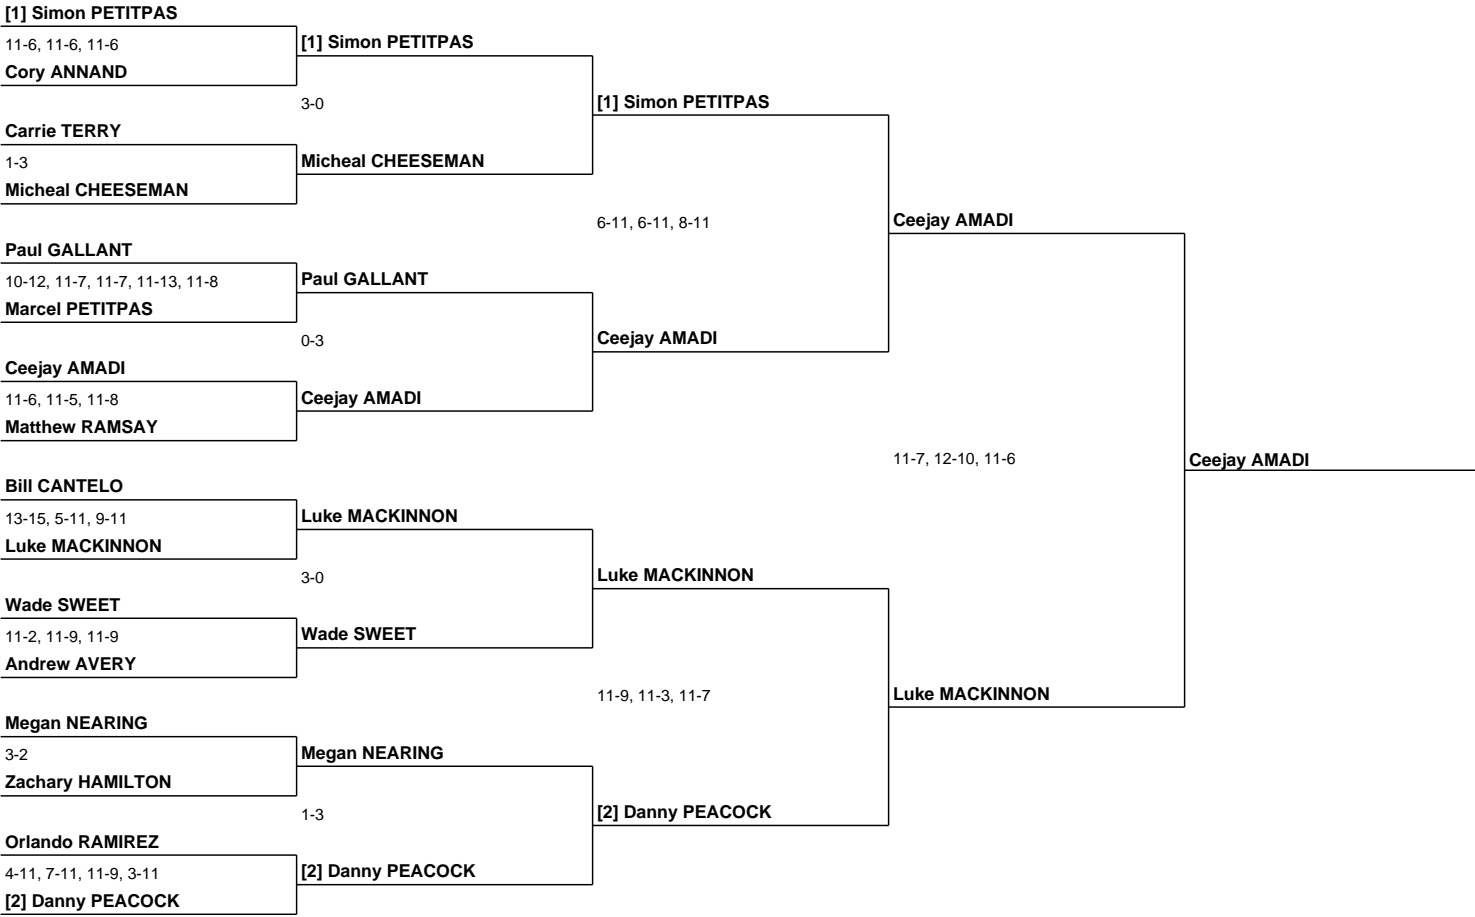 [1] Simon PETITPAS
11-6, 11-6, 11-6
Cory ANNAND
Carrie TERRY
1-3
Micheal CHEESEMAN
Paul GALLANT
10-12, 11-7, 11-7, 11-13, 11-8
Marcel PETITPAS
Ceejay AMADI
11-6, 11-5, 11-8
Matthew RAMSAY
Bill CANTELO
13-15, 5-11, 9-11
Luke MACKINNON
Wade SWEET
11-2, 11-9, 11-9
Andrew AVERY
Megan NEARING
3-2
Zachary HAMILTON
Orlando RAMIREZ
4-11, 7-11, 11-9, 3-11
[2] Danny PEACOCK
[1] Simon PETITPAS
3-0
Micheal CHEESEMAN
Paul GALLANT
0-3
Ceejay AMADI
Luke MACKINNON
3-0
Wade SWEET
Megan NEARING
1-3
[2] Danny PEACOCK
[1] Simon PETITPAS
6-11, 6-11, 8-11
Ceejay AMADI
Luke MACKINNON
11-9, 11-3, 11-7
[2] Danny PEACOCK
Ceejay AMADI
11-7, 12-10, 11-6
Luke MACKINNON
Ceejay AMADI